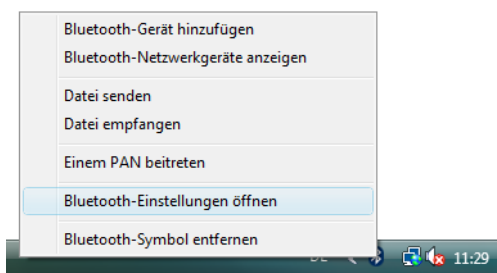 Bluetooth-Gerät hinzufügen
Bluetooth-Netzwerkgeräte anzeigen
Datei senden
Datei empfangen
Einem PAN beitreten
Bluetooth-Einstellungen öffnen
Bluetooth-Symbol entfernen
DE
11:29